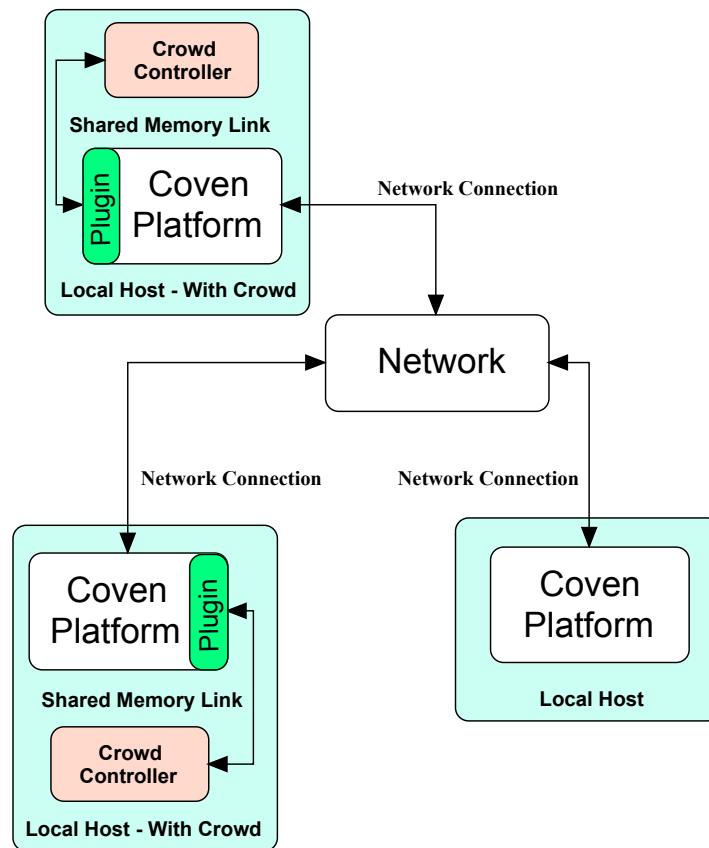 Crowd
Controller
Shared Memory Link
Plugin
Coven
Platform
Local Host - With Crowd
Network Connection
Network
Network Connection
Network Connection
Coven
Platform
Plugin
Shared Memory Link
Crowd
Controller
Local Host - With Crowd
Coven
Platform
Local Host